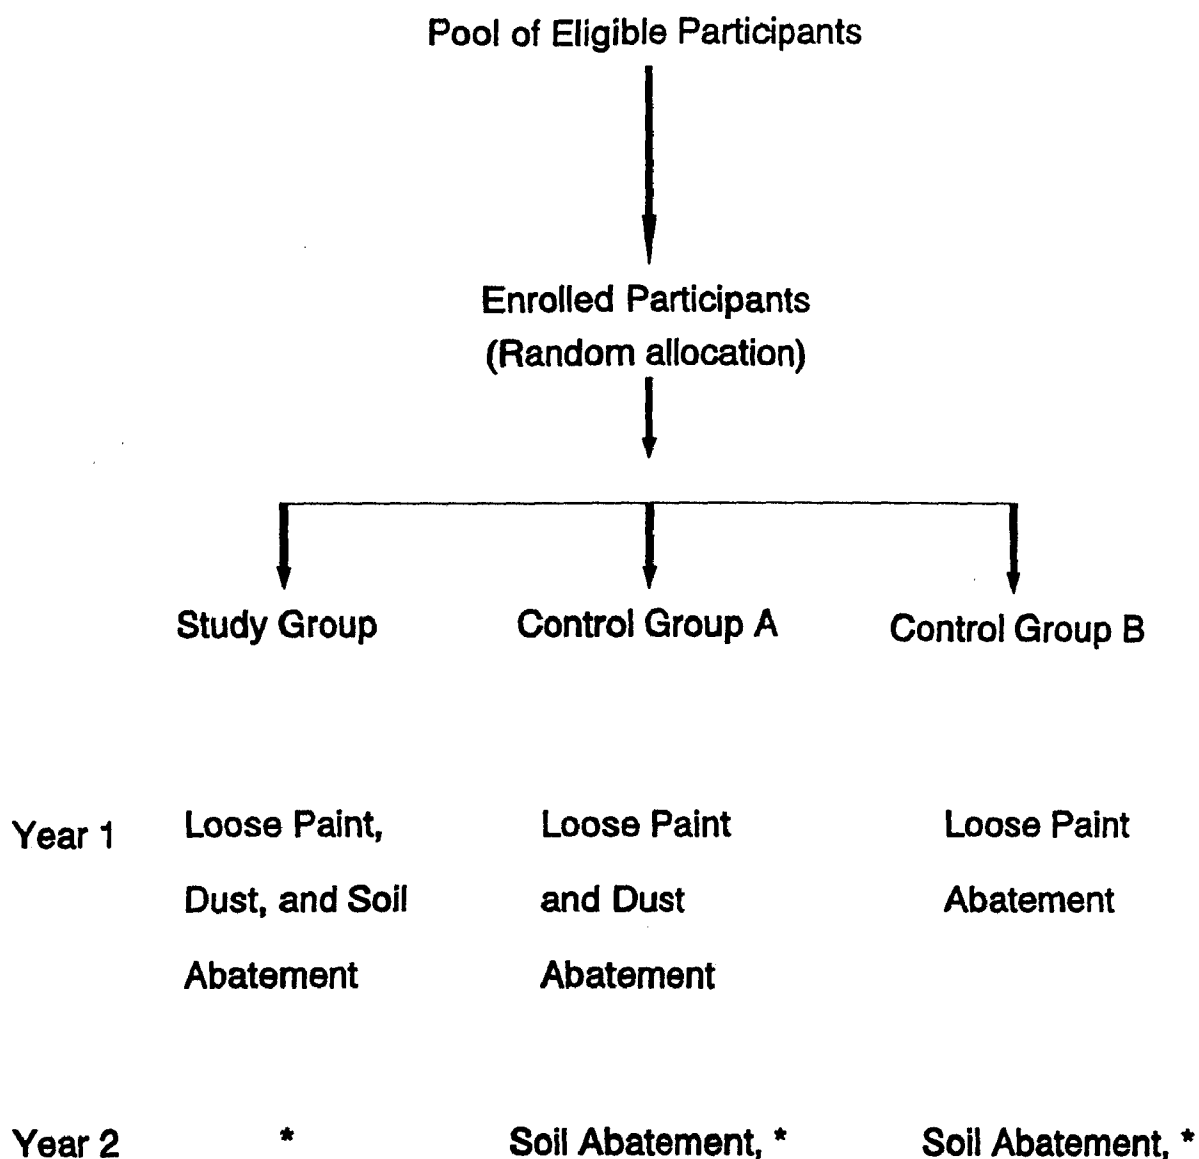 Pool of Eligible Participants
Enrolled Participants
(Random allocation)
Study Group
Control Group A
Control Group B
Year 1
Loose Paint,
Dust, and Soil
Abatement
Loose Paint
and Dust
Abatement
Loose Paint
Abatement
Year 2
*
Soil Abatement, *
Soil Abatement, *